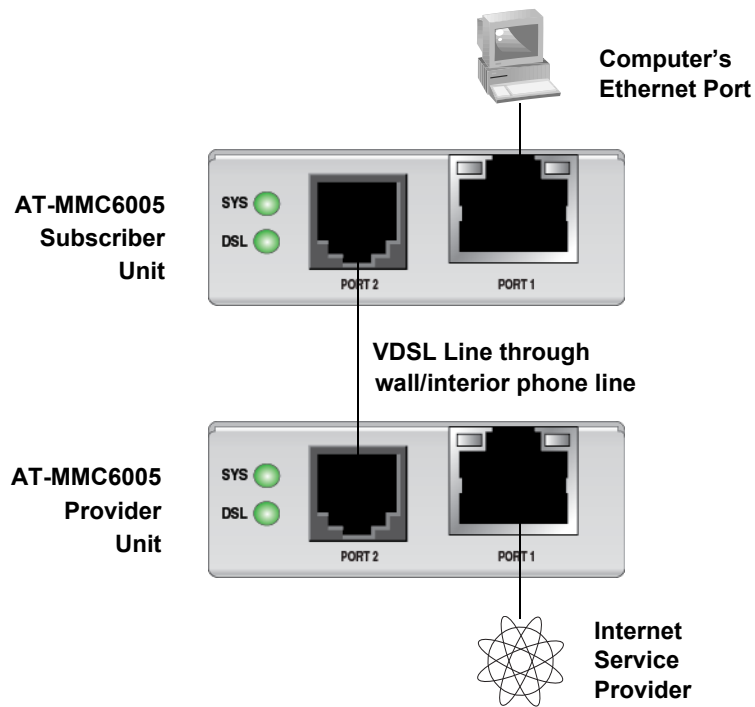 Computer's
Ethernet Port
AT-MMC6005
Subscriber
Unit
SYS
DSL
PORT 2
PORT 1
VDSL Line through
wall/interior phone line
AT-MMC6005
Provider
Unit
SYS
DSL
PORT 2
PORT 1
Internet
Service
Provider